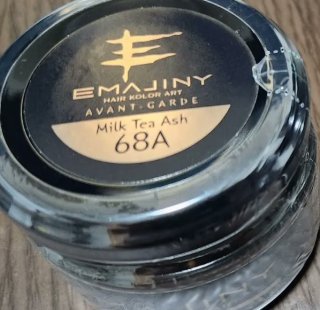 EMAJINY
HAIR KOLOR ART
AVANT-GARDE
Milk Tea Ash
68A